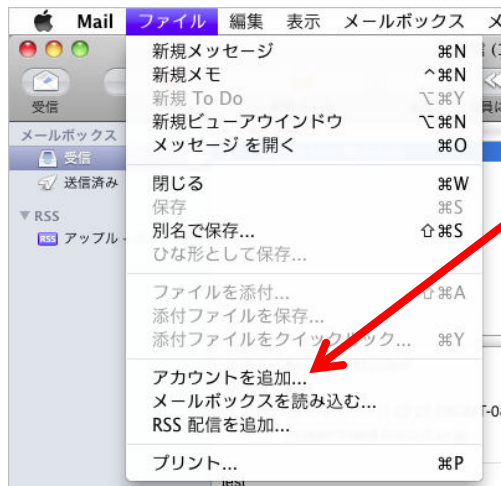 Mail ファイル 編集 表示 メールボックス
新規メッセージ ⌘N
新規メモ ^⌘N
新規 To Do ⌥⌘Y
新規ビューアウインドウ ⌥⌘N
メッセージ を開く ⌘O
閉じる ⌘W
保存 ⌘S
別名で保存... ⇧⌘S
ひな形として保存...
ファイルを添付... ⇧⌘A
添付ファイルを保存...
添付ファイルをクイックルック... ⌘Y
アカウントを追加...
メールボックスを読み込む...
RSS 配信を追加...
プリント... ⌘P
受信
メールボックス
受信
送信済み
RSS
RSS アップル
test